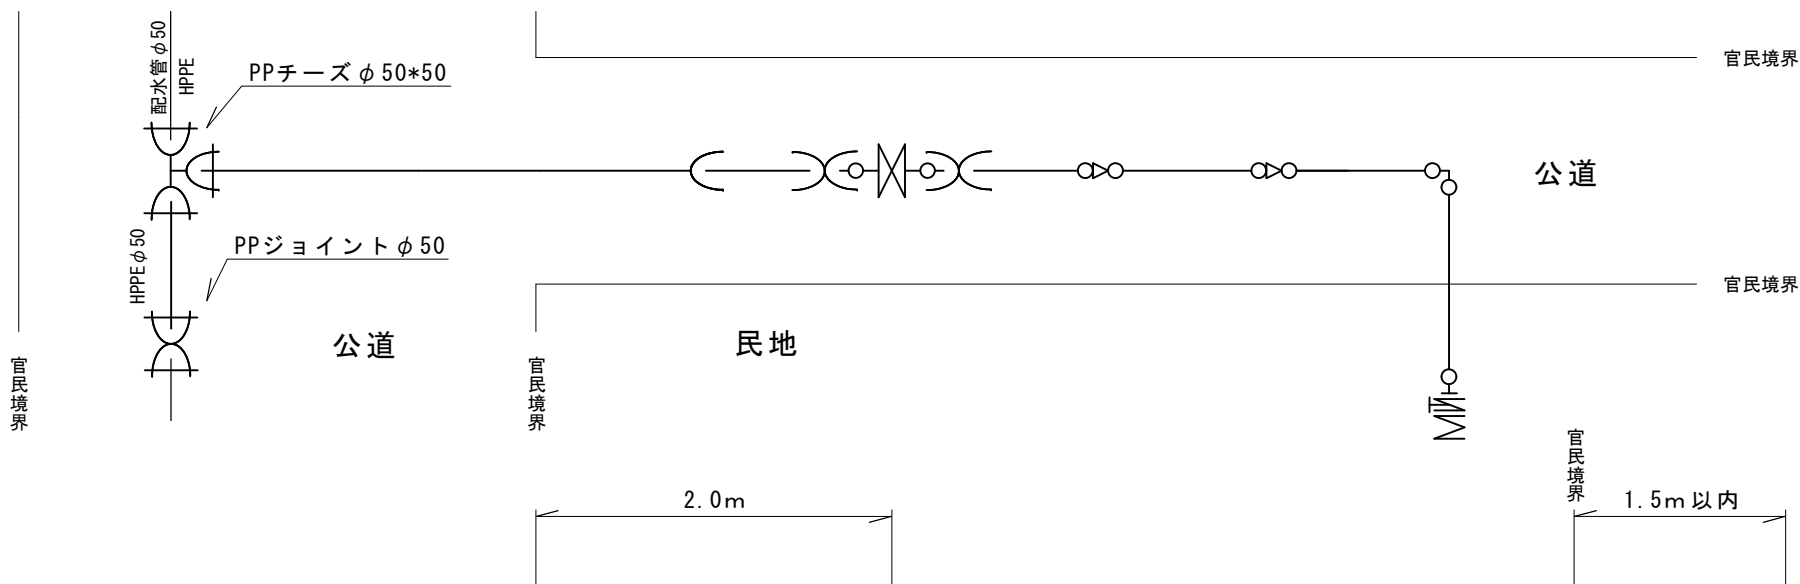 配水管φ50
HPPE
PPチーズφ50*50
官民境界
公道
HPPEφ50
PPジョイントφ50
官民境界
公道
民地
官民境界
官民境界
官民境界
2.0m
1.5m以内